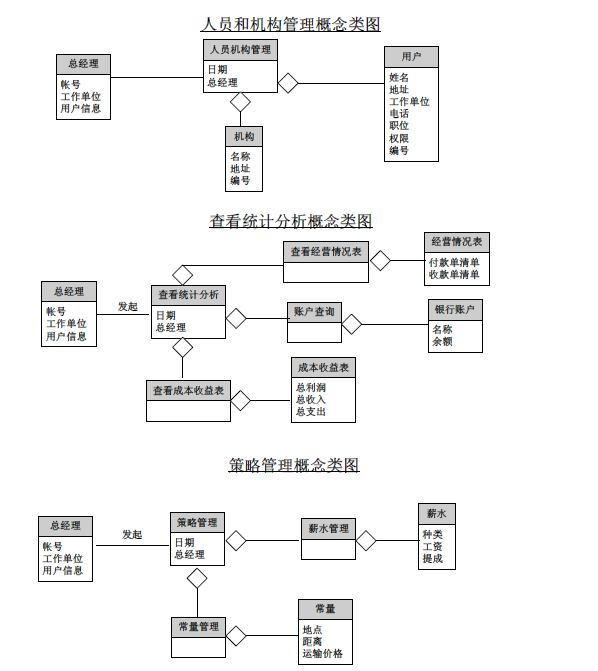 人员和机构管理概念类图
总经理
帐号
工作单位
用户信息
人员机构管理
日期
总经理
用户
姓名
地址
工作单位
电话
职位
权限
编号
机构
名称
地址
编号
查看统计分析概念类图
查看经营情况表
经营情况表
付款单清单
收款单清单
总经理
帐号
工作单位
用户信息
发起
查看统计分析
日期
总经理
账户查询
银行账户
名称
余额
查看成本收益表
成本收益表
总利润
总收入
总支出
策略管理概念类图
总经理
帐号
工作单位
用户信息
发起
策略管理
日期
总经理
薪水管理
薪水
种类
工资
提成
常量管理
常量
地点
距离
运输价格